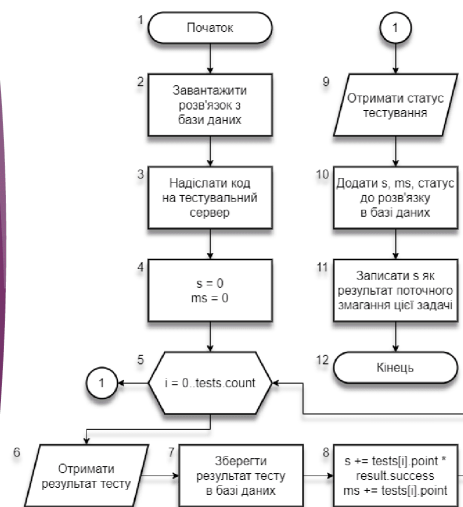 1
Початок
2
Завантажити
розв'язок з
бази даних
3
Надіслати код
на тестувальний
сервер
4
s = 0
ms = 0
5
i = 0..tests.count
1
6
Отримати
результат тесту
7
Зберегти
результат тесту
в базі даних
8
s += tests[i].point *
result.success
ms += tests[i].point
1
9
Отримати статус
тестування
10
Додати s, ms, статус
до розв'язку
в базі даних
11
Записати s як
результат поточного
змагання цієї задачі
12
Кінець